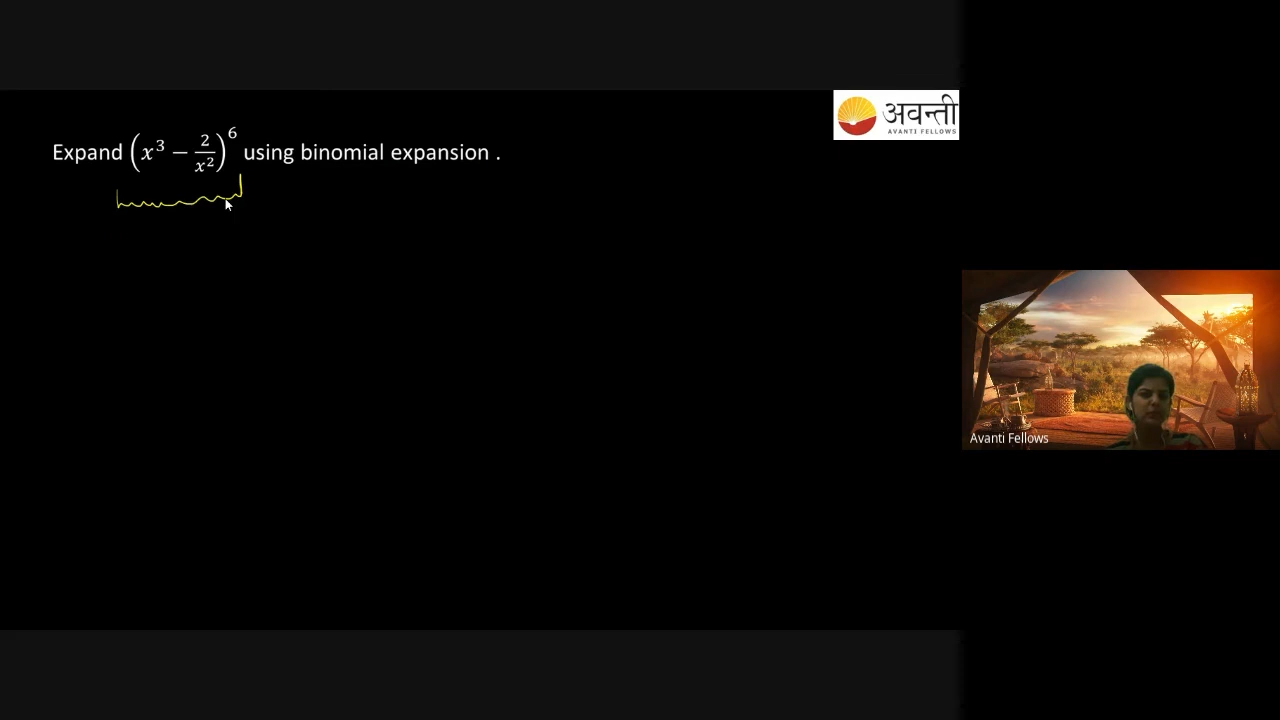 अवन्ती
AVANTI FELLOWS
Expand (x³ − 2/x²)⁶ using binomial expansion .
Avanti Fellows